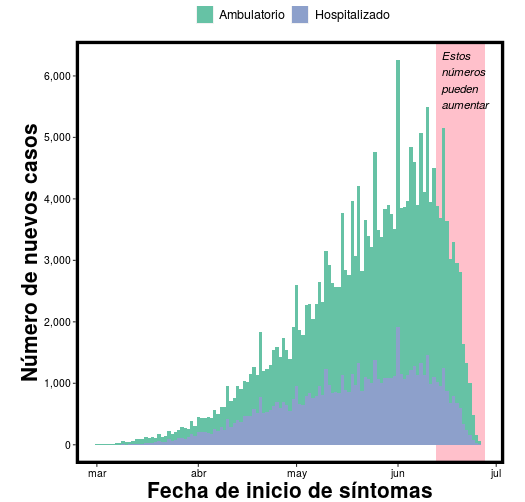 Ambulatorio Hospitalizado
Estos
números
pueden
aumentar
6,000
5,000
4,000
3,000
2,000
1,000
0
Número de nuevos casos
mar abr may jun jul
Fecha de inicio de síntomas